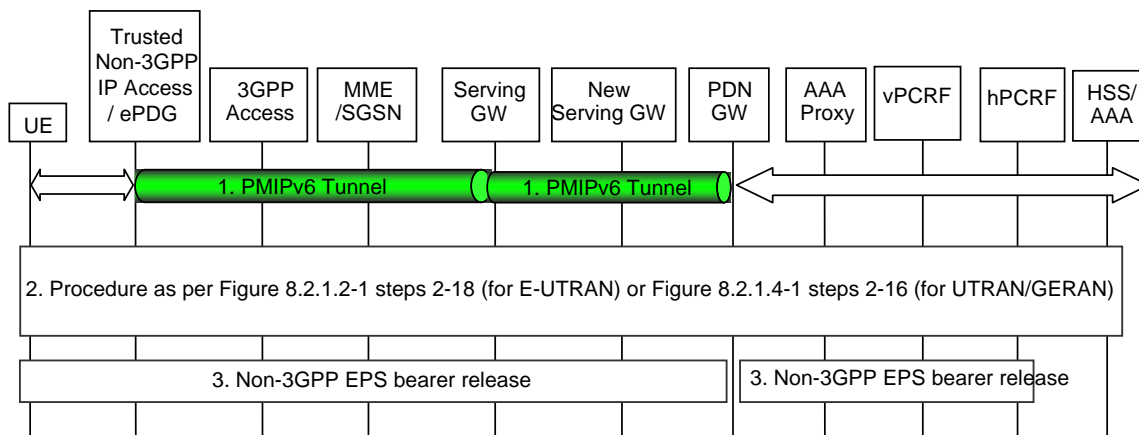 UE
Trusted
Non-3GPP
IP Access
/ ePDG
3GPP
Access
MME
/SGSN
Serving
GW
New
Serving GW
PDN
GW
AAA
Proxy
vPCRF
hPCRF
HSS/
AAA
1. PMIPv6 Tunnel
1. PMIPv6 Tunnel
2. Procedure as per Figure 8.2.1.2-1 steps 2-18 (for E-UTRAN) or Figure 8.2.1.4-1 steps 2-16 (for UTRAN/GERAN)
3. Non-3GPP EPS bearer release
3. Non-3GPP EPS bearer release